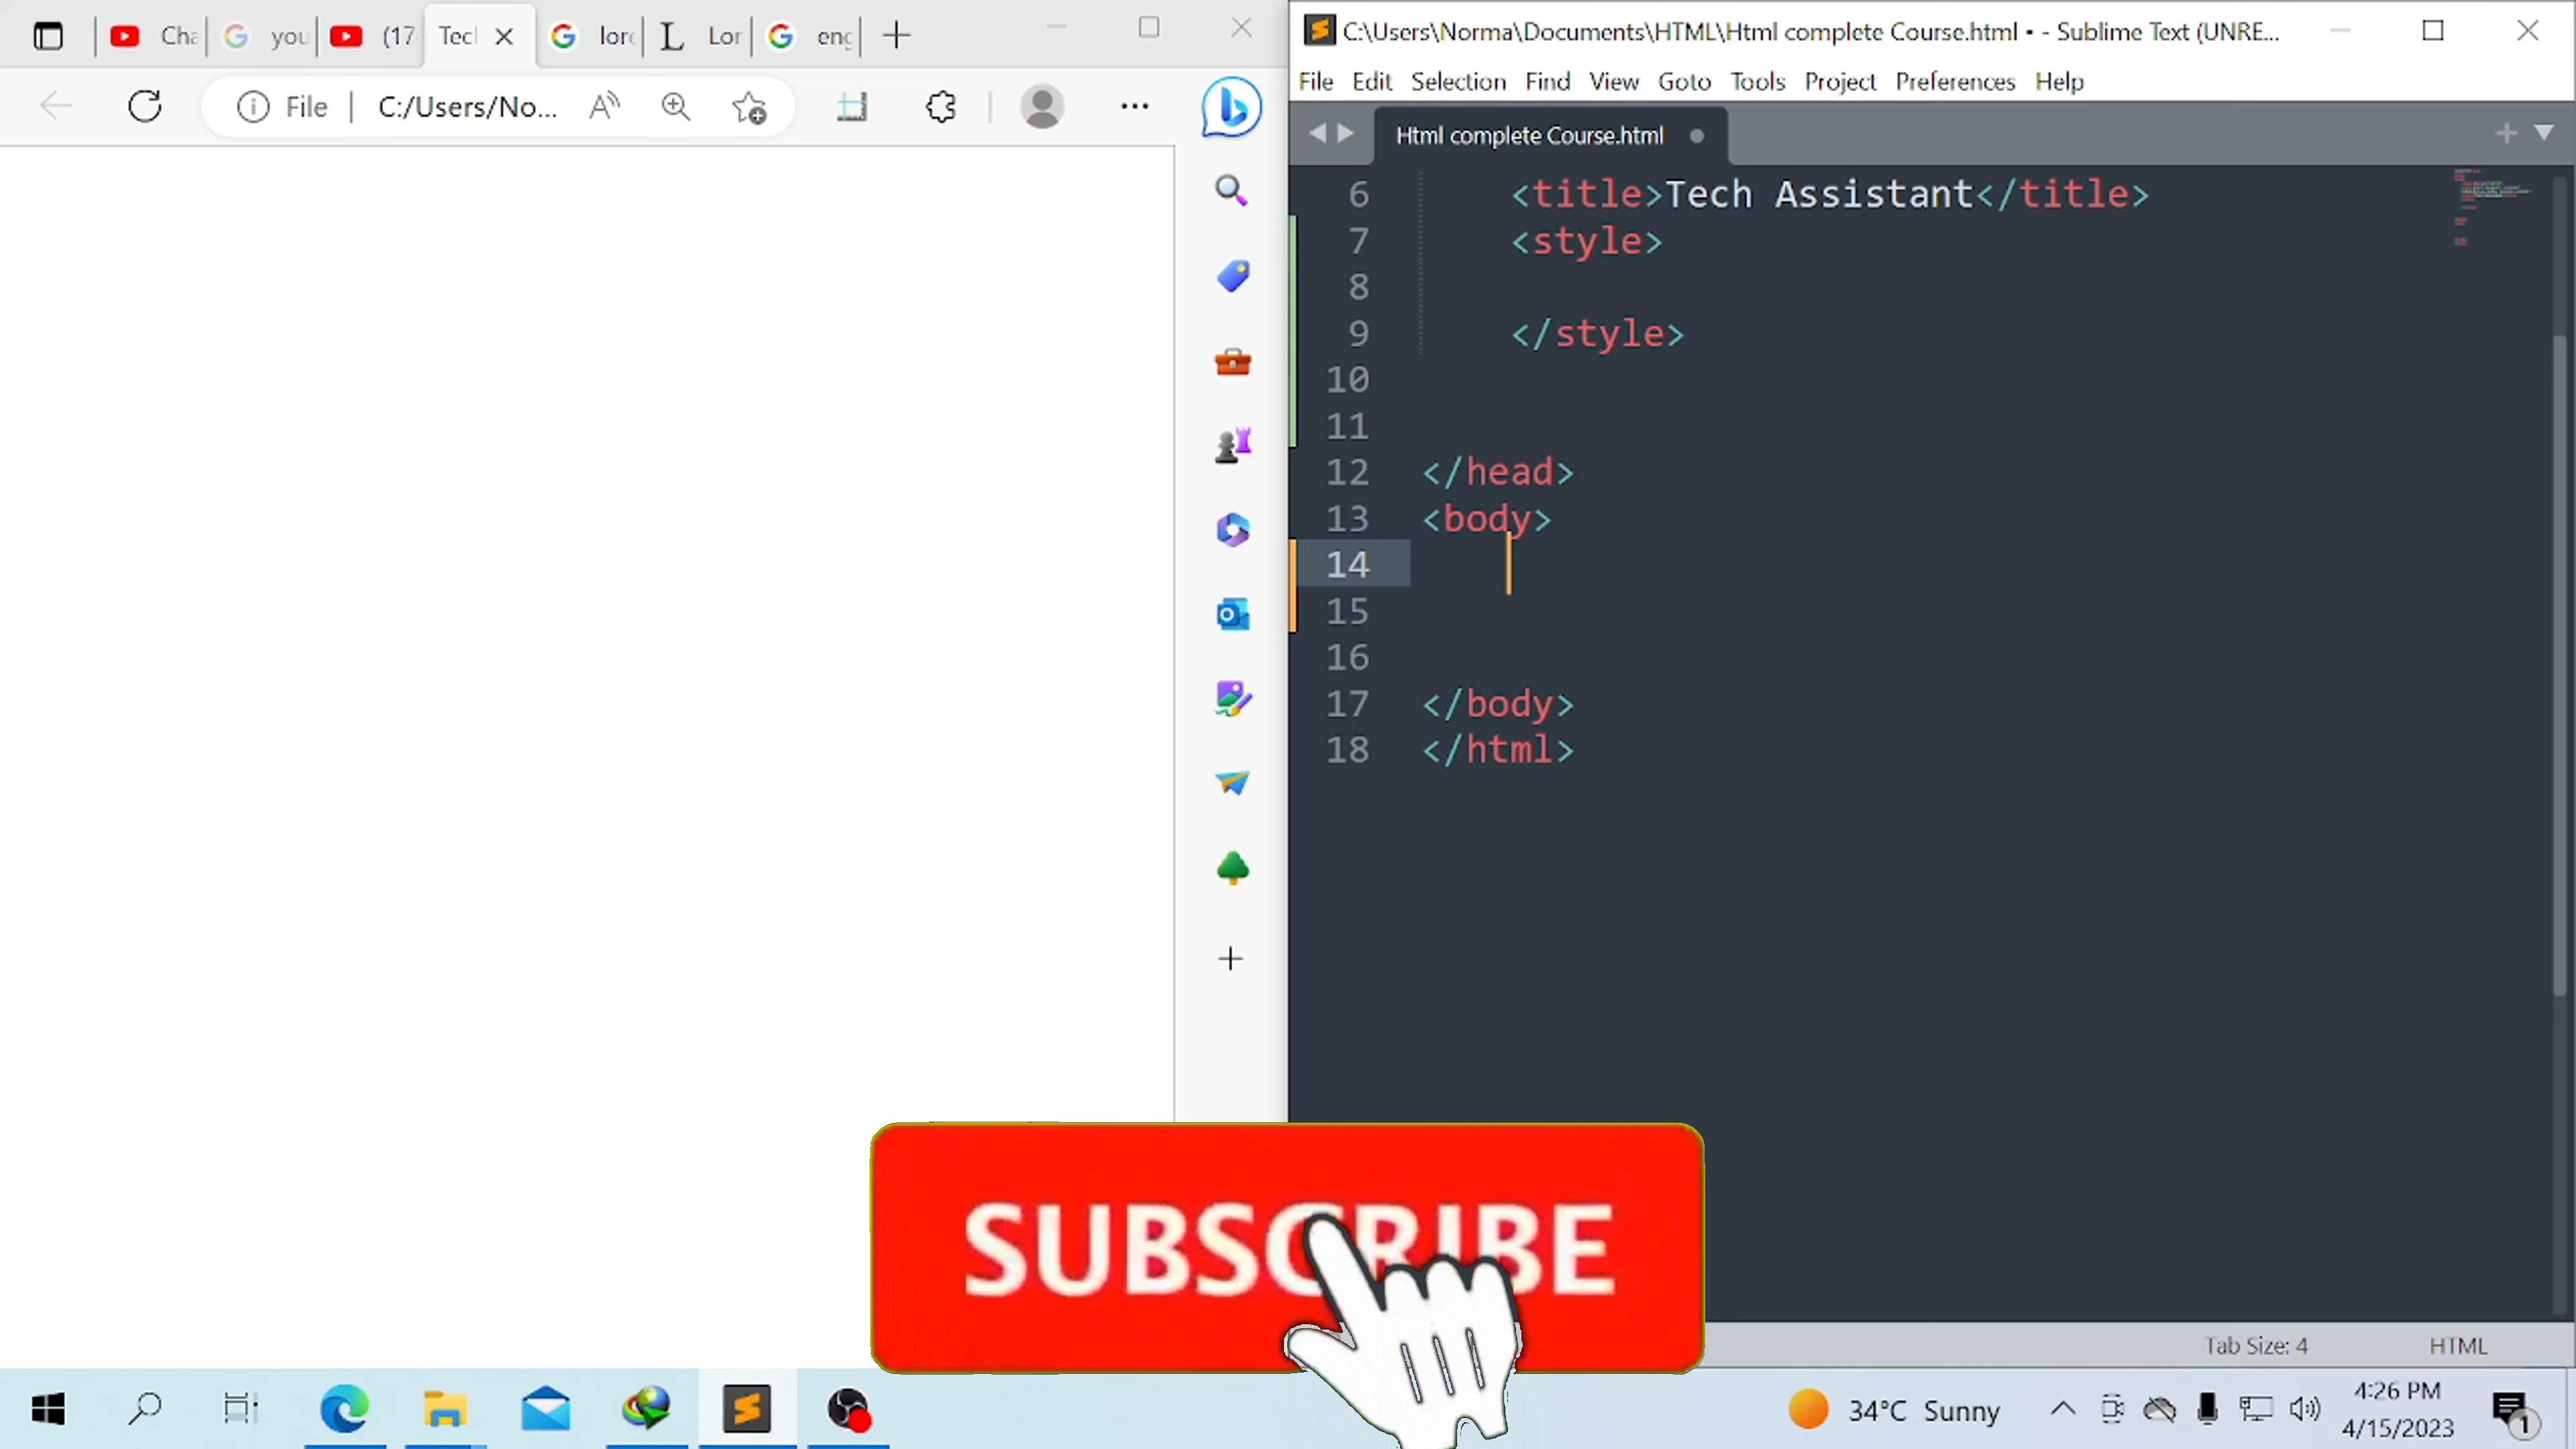 Cha
you
(17
Tec
lor
Lor
eng
File
C:/Users/No...
C:\Users\Norma\Documents\HTML\Html complete Course.html • - Sublime Text (UNRE...
File Edit Selection Find View Goto Tools Project Preferences Help
Html complete Course.html
6 <title>Tech Assistant</title>
7 <style>
8
9 </style>
10
11
12 </head>
13 <body>
14
15
16
17 </body>
18 </html>
SUBSCRIBE
Tab Size: 4
HTML
34°C Sunny
4:26 PM
4/15/2023
1